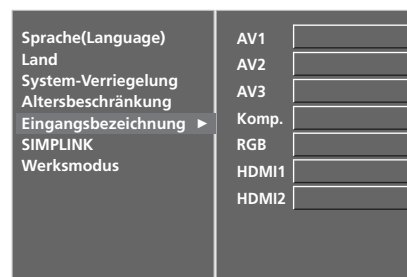 Sprache(Language)
Land
System-Verriegelung
Altersbeschränkung
Eingangsbezeichnung ►
SIMPLINK
Werksmodus
AV1
AV2
AV3
Komp.
RGB
HDMI1
HDMI2